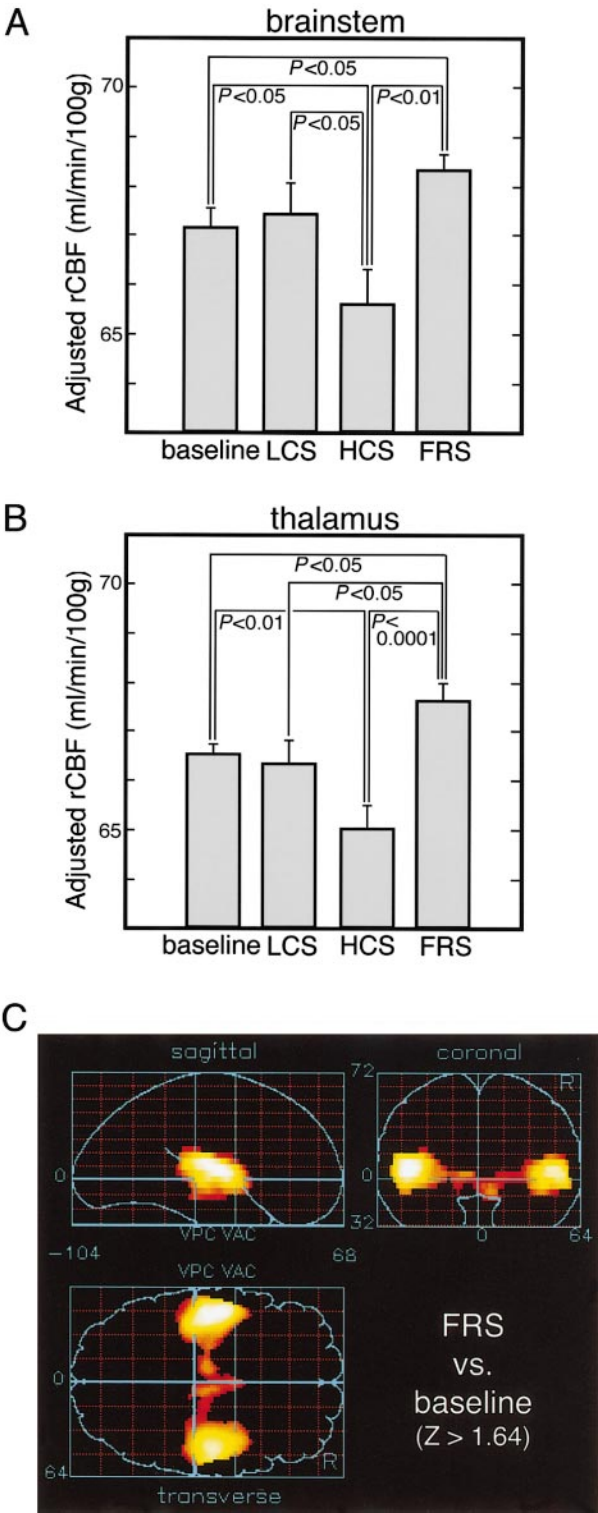 A
brainstem
Adjusted rCBF (ml/min/100g)
70
65
P<0.05
P<0.05
P<0.01
P<0.05
baseline LCS HCS FRS
B
thalamus
Adjusted rCBF (ml/min/100g)
70
65
P<0.05
P<0.05
P<0.01
P<
0.0001
baseline LCS HCS FRS
C
sagittal
coronal
72
R
0
0
32
VPC VAC
0
64
-104
68
VPC VAC
0
64
R
transverse
FRS
vs.
baseline
(Z > 1.64)